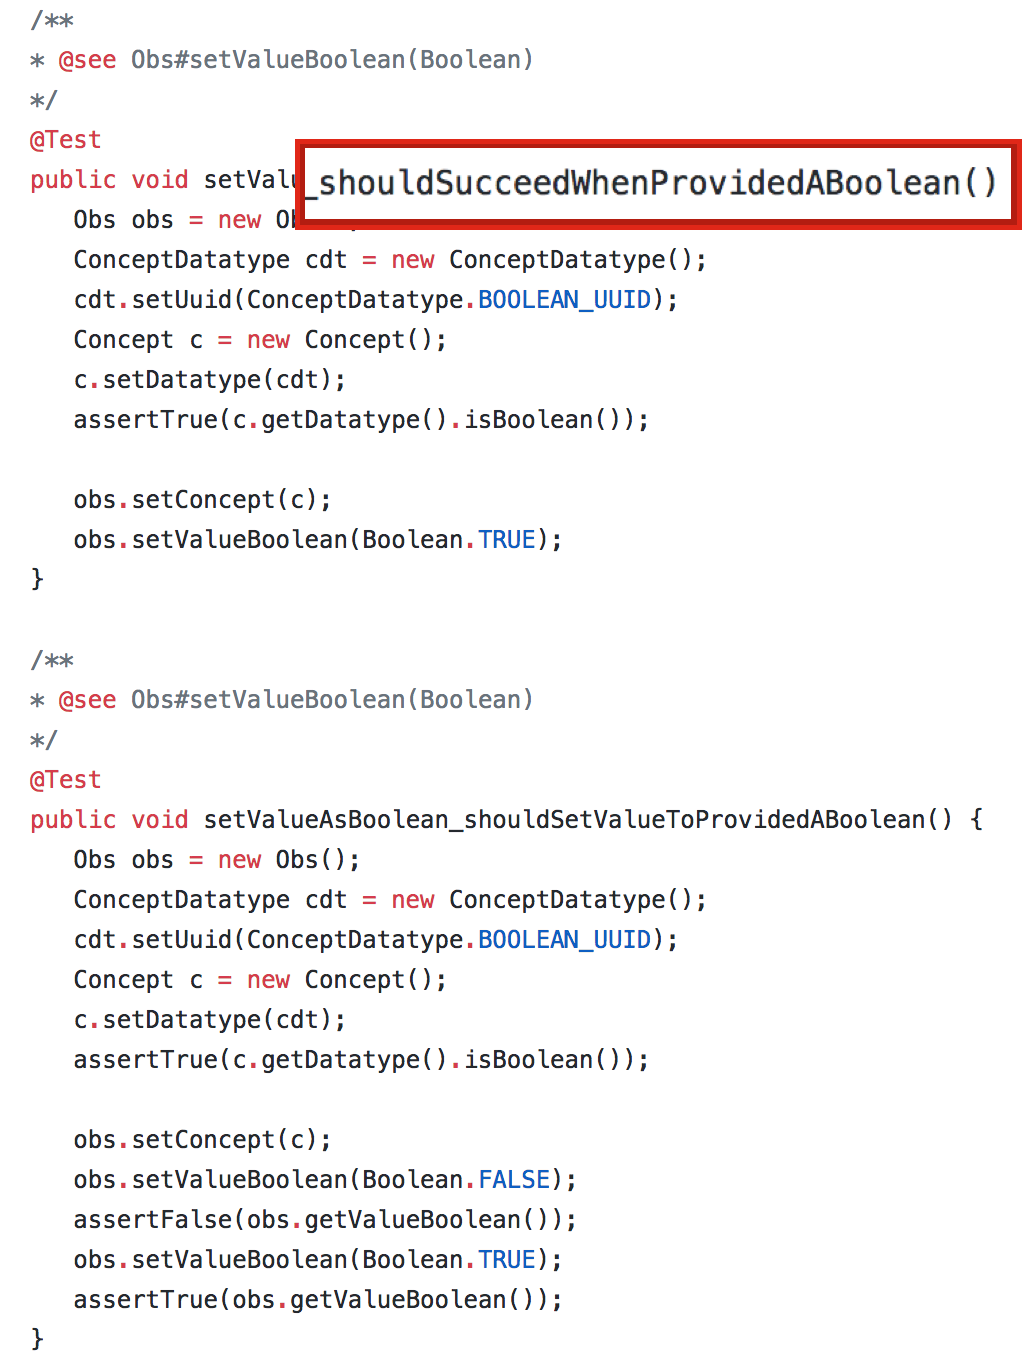 /**
* @see Obs#setValueBoolean(Boolean)
*/
@Test
public void setValu_shouldSucceedWhenProvidedABoolean()
Obs obs = new
ConceptDatatype cdt = new ConceptDatatype();
cdt.setUuid(ConceptDatatype.BOOLEAN_UUID);
Concept c = new Concept();
c.setDatatype(cdt);
assertTrue(c.getDatatype().isBoolean());
obs.setConcept(c);
obs.setValueBoolean(Boolean.TRUE);
}
/**
* @see Obs#setValueBoolean(Boolean)
*/
@Test
public void setValueAsBoolean_shouldSetValueToProvidedABoolean() {
Obs obs = new Obs();
ConceptDatatype cdt = new ConceptDatatype();
cdt.setUuid(ConceptDatatype.BOOLEAN_UUID);
Concept c = new Concept();
c.setDatatype(cdt);
assertTrue(c.getDatatype().isBoolean());
obs.setConcept(c);
obs.setValueBoolean(Boolean.FALSE);
assertFalse(obs.getValueBoolean());
obs.setValueBoolean(Boolean.TRUE);
assertTrue(obs.getValueBoolean());
}